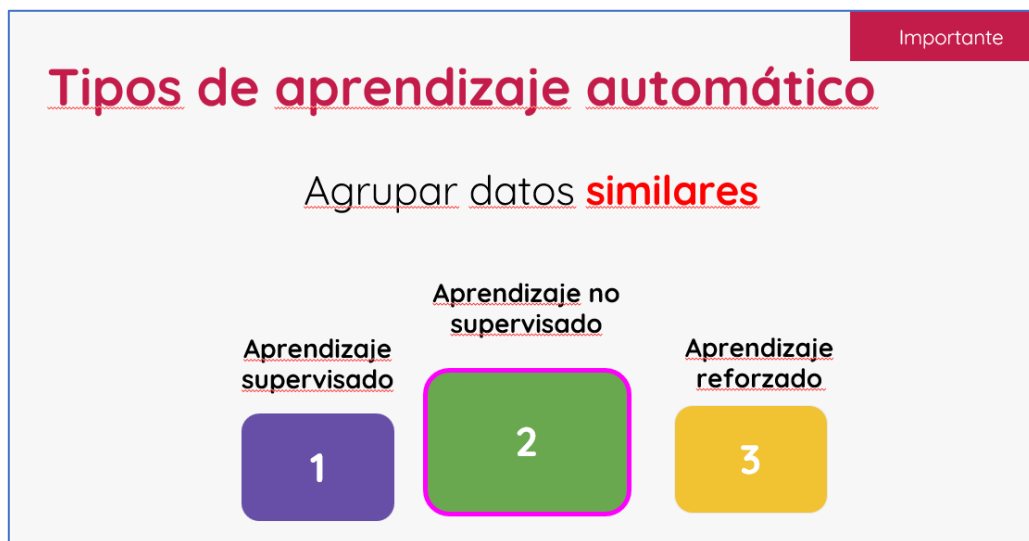 Importante
Tipos de aprendizaje automático
Agrupar datos similares
Aprendizaje no
supervisado
Aprendizaje
supervisado
Aprendizaje
reforzado
1
2
3